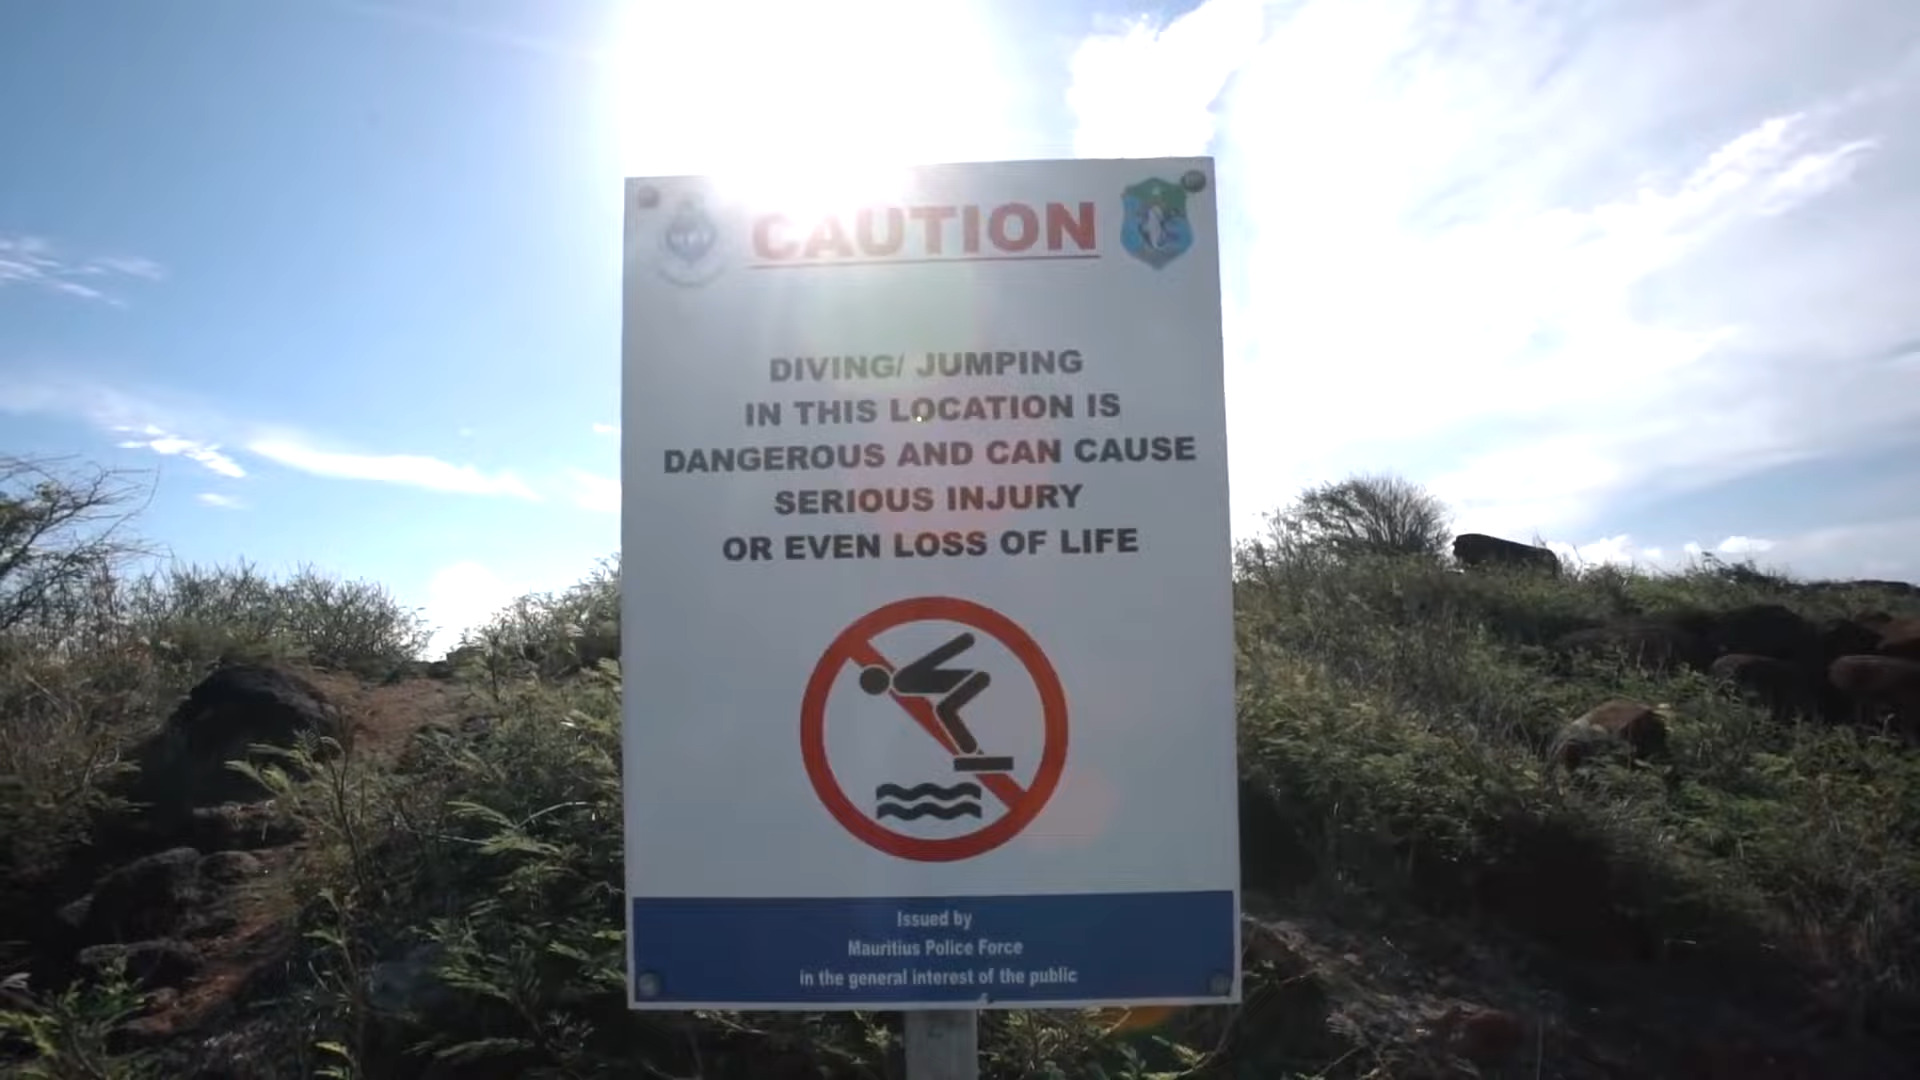 CAUTION
DIVING/ JUMPING
IN THIS LOCATION IS
DANGEROUS AND CAN CAUSE
SERIOUS INJURY
OR EVEN LOSS OF LIFE
Issued by
Mauritius Police Force
in the general interest of the public